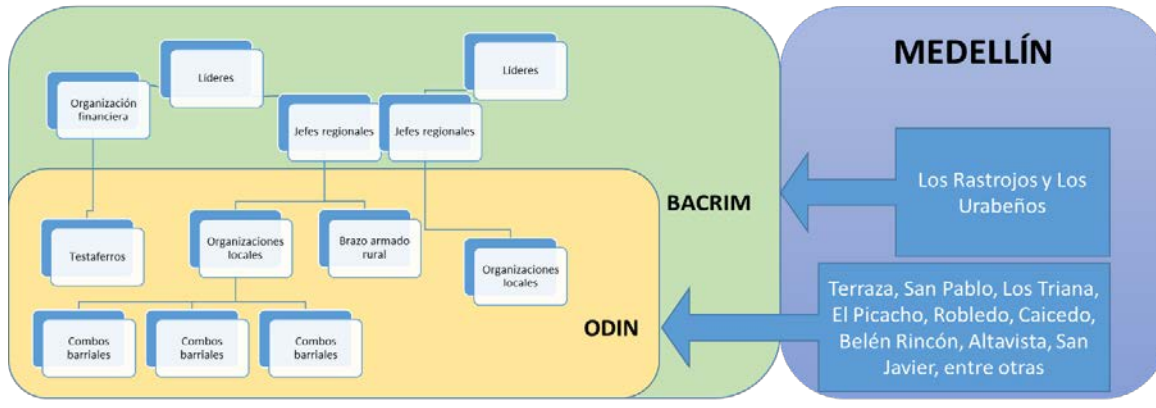 MEDELLÍN
Líderes
Líderes
Organización
financiera
Jefes regionales
Jefes regionales
Los Rastrojos y Los
Urabeños
BACRIM
Testaferros
Organizaciones
locales
Brazo armado
rural
Organizaciones
locales
Terraza, San Pablo, Los Triana,
El Picacho, Robledo, Caicedo,
Belén Rincón, Altavista, San
Javier, entre otras
ODIN
Combos
barriales
Combos
barriales
Combos
barriales